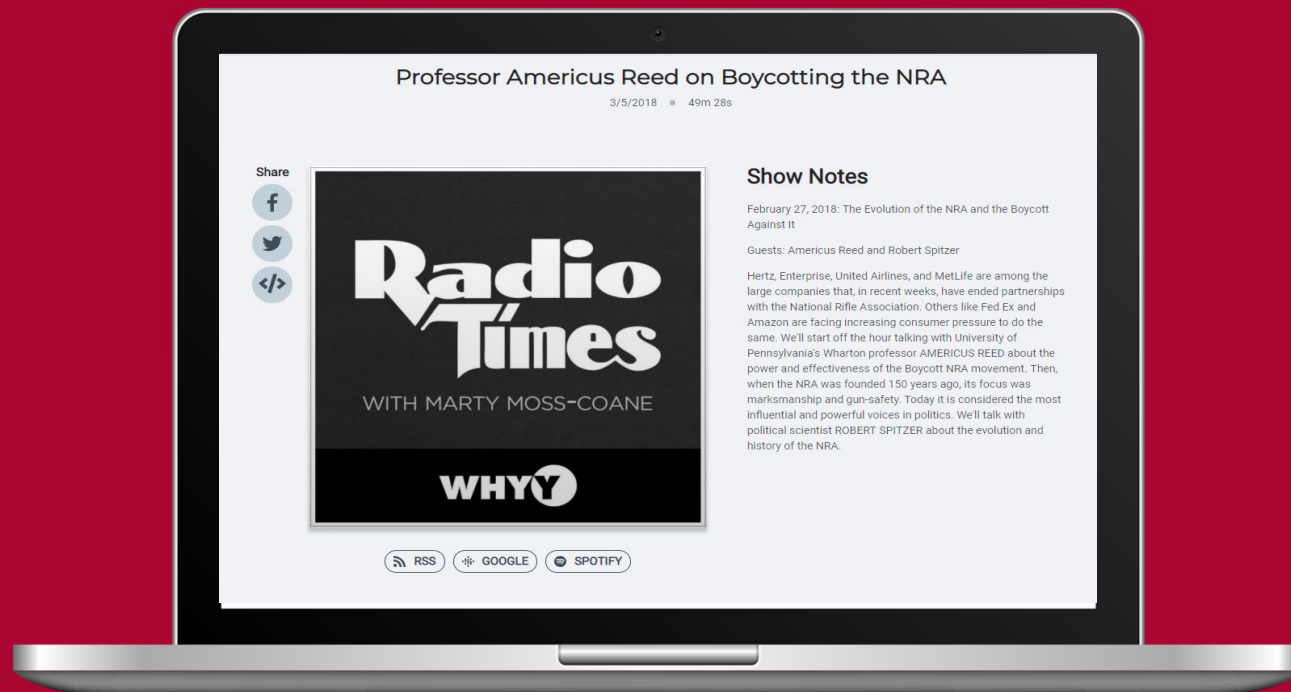 Professor Americus Reed on Boycotting the NRA
3/5/2018 • 49m 28s
Share
Radio
Times
WITH MARTY MOSS-COANE
WHYY
RSS
GOOGLE
SPOTIFY
Show Notes
February 27, 2018: The Evolution of the NRA and the Boycott
Against It
Guests: Americus Reed and Robert Spitzer
Hertz, Enterprise, United Airlines, and MetLife are among the
large companies that, in recent weeks, have ended partnerships
with the National Rifle Association. Others like Fed Ex and
Amazon are facing increasing consumer pressure to do the
same. We'll start off the hour talking with University of
Pennsylvania's Wharton professor AMERICUS REED about the
power and effectiveness of the Boycott NRA movement. Then,
when the NRA was founded 150 years ago, its focus was
marksmanship and gun-safety. Today it is considered the most
influential and powerful voices in politics. We'll talk with
political scientist ROBERT SPITZER about the evolution and
history of the NRA.